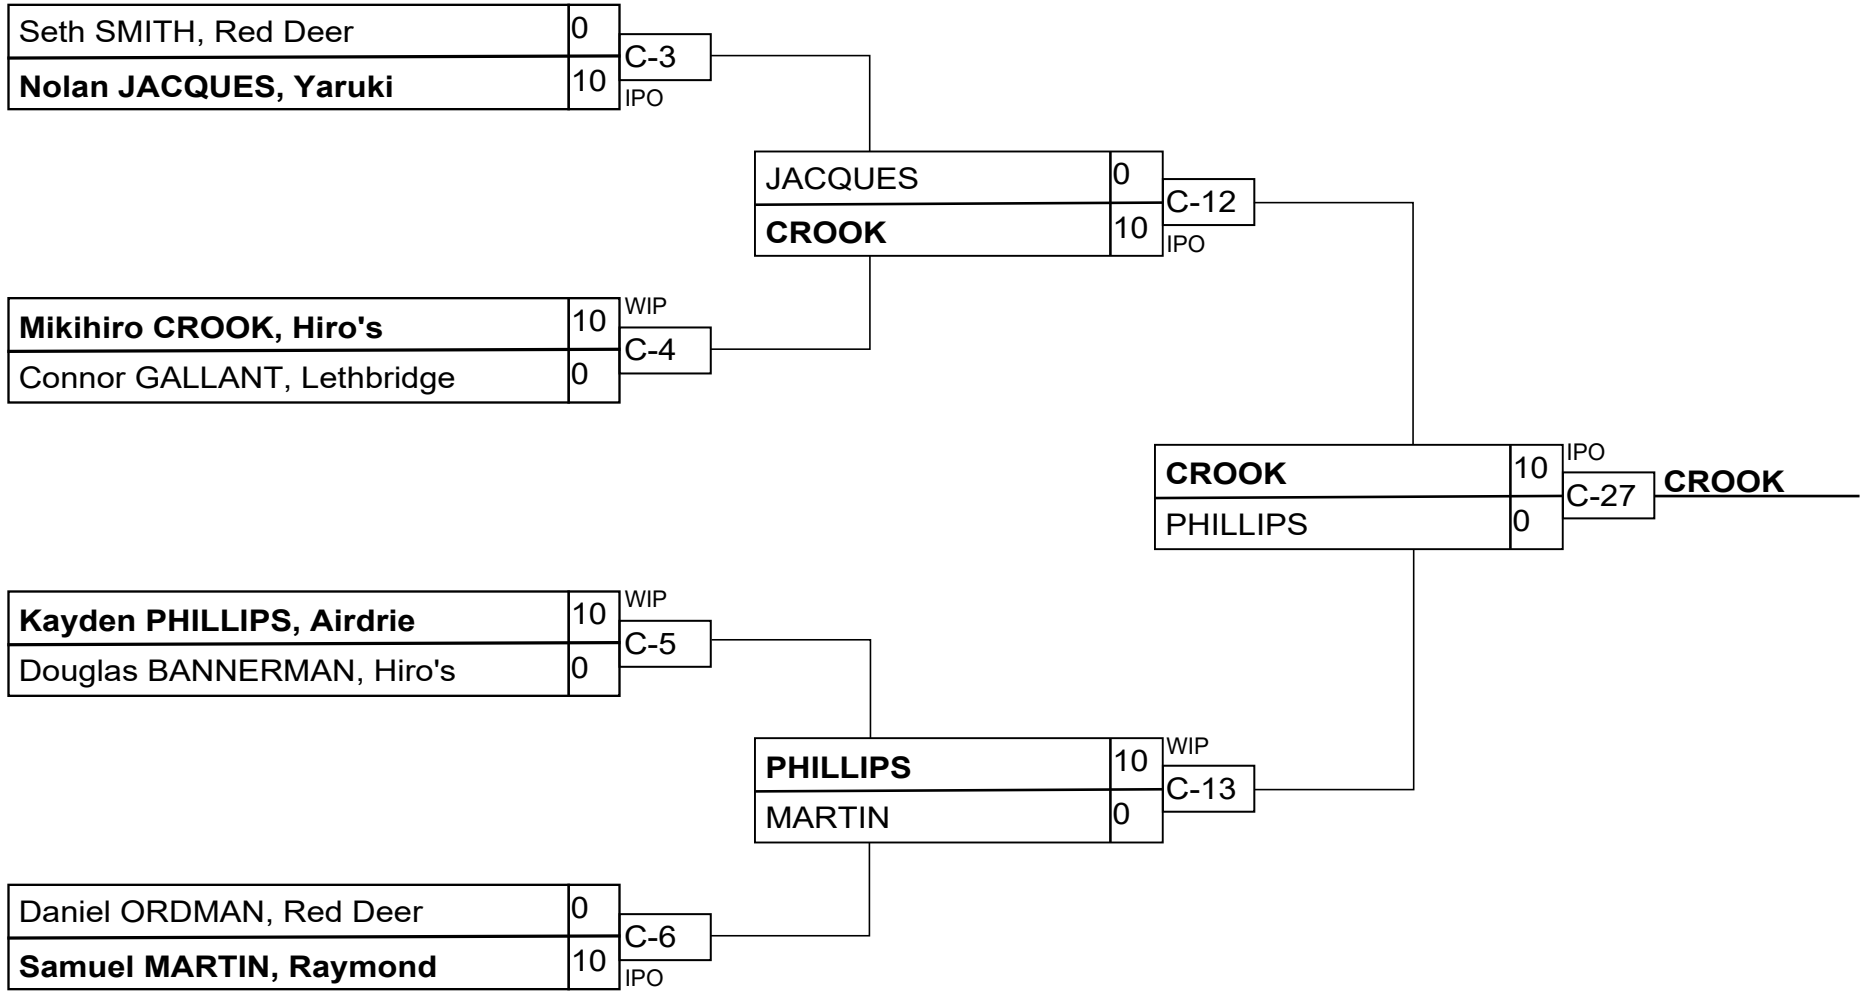 Seth SMITH, Red Deer 0
C-3
Nolan JACQUES, Yaruki 10
IPO
JACQUES 0
C-12
CROOK 10
IPO
WIP
Mikihiro CROOK, Hiro's 10
C-4
Connor GALLANT, Lethbridge 0
IPO
CROOK 10
C-27 CROOK
PHILLIPS 0
WIP
Kayden PHILLIPS, Airdrie 10
C-5
Douglas BANNERMAN, Hiro's 0
WIP
PHILLIPS 10
C-13
MARTIN 0
Daniel ORDMAN, Red Deer 0
C-6
Samuel MARTIN, Raymond 10
IPO